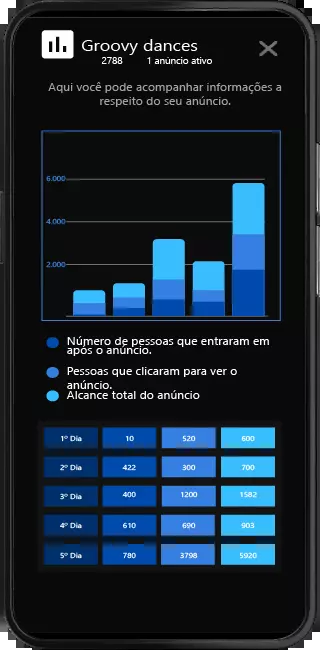 Groovy dances
2788 1 anúncio ativo
Aqui você pode acompanhar informações a
respeito do seu anúncio.
6.000
4.000
2.000
Número de pessoas que entraram em
após o anúncio.
Pessoas que clicaram para ver o
anúncio.
Alcance total do anúncio
1º Dia 10 520 600
2º Dia 422 300 700
3º Dia 400 1200 1582
4º Dia 610 690 903
5º Dia 780 3798 5920